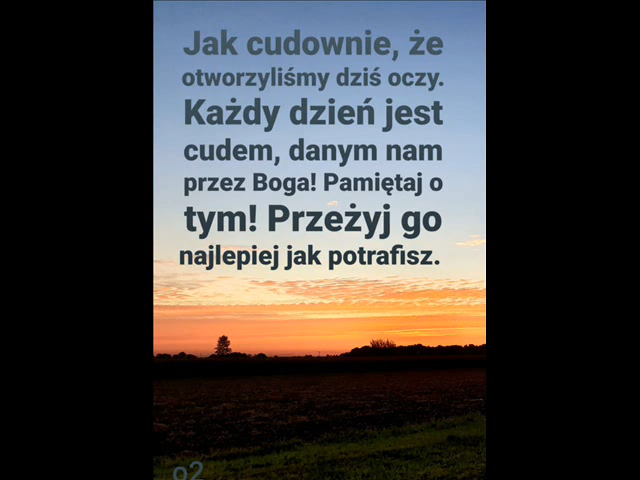 Jak cudownie, że
otworzyliśmy dziś oczy.
Każdy dzień jest
cudem, danym nam
przez Boga! Pamiętaj o
tym! Przeżyj go
najlepiej jak potrafisz.